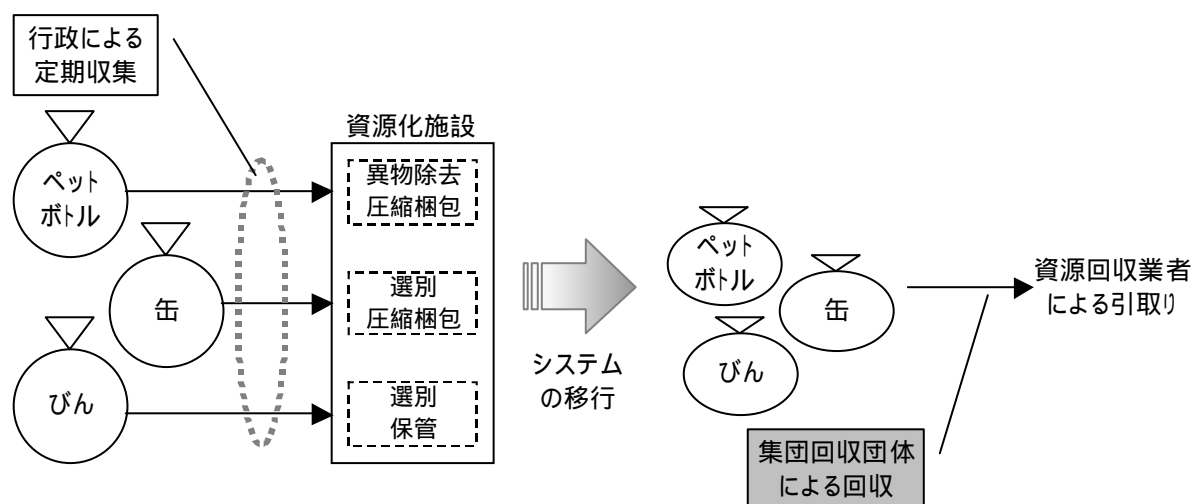 行政による
定期収集
資源化施設
ペット
ボトル
異物除去
圧縮梱包
缶
選別
圧縮梱包
びん
選別
保管
システム
の移行
ペット
ボトル
缶
びん
資源回収業者
による引取り
集団回収団体
による回収